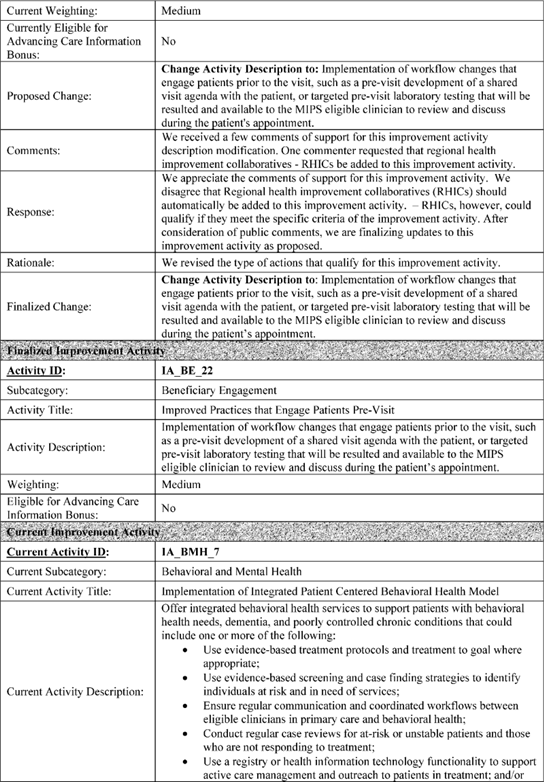 Current Weighting: Medium
Currently Eligible for
Advancing Care Information
Bonus:
No
Proposed Change:
Change Activity Description to: Implementation of workflow changes that
engage patients prior to the visit, such as a pre-visit development of a shared
visit agenda with the patient, or targeted pre-visit laboratory testing that will be
resulted and available to the MIPS eligible clinician to review and discuss
during the patient's appointment.
Comments:
We received a few comments of support for this improvement activity
description modification. One commenter requested that regional health
improvement collaboratives - RHICs be added to this improvement activity.
Response:
We appreciate the comments of support for this improvement activity. We
disagree that Regional health improvement collaboratives (RHICs) should
automatically be added to this improvement activity. – RHICs, however, could
qualify if they meet the specific criteria of the improvement activity. After
consideration of public comments, we are finalizing updates to this
improvement activity as proposed.
Rationale: We revised the type of actions that qualify for this improvement activity.
Finalized Change:
Change Activity Description to: Implementation of workflow changes that
engage patients prior to the visit, such as a pre-visit development of a shared
visit agenda with the patient, or targeted pre-visit laboratory testing that will be
resulted and available to the MIPS eligible clinician to review and discuss
during the patient's appointment.
Finalized Improvement Activity
Activity ID: IA_BE_22
Subcategory: Beneficiary Engagement
Activity Title: Improved Practices that Engage Patients Pre-Visit
Activity Description:
Implementation of workflow changes that engage patients prior to the visit, such
as a pre-visit development of a shared visit agenda with the patient, or targeted
pre-visit laboratory testing that will be resulted and available to the MIPS
eligible clinician to review and discuss during the patient's appointment.
Weighting: Medium
Eligible for Advancing Care
Information Bonus:
No
Current Improvement Activity
Current Activity ID: IA_BMH_7
Current Subcategory: Behavioral and Mental Health
Current Activity Title: Implementation of Integrated Patient Centered Behavioral Health Model
Current Activity Description:
Offer integrated behavioral health services to support patients with behavioral
health needs, dementia, and poorly controlled chronic conditions that could
include one or more of the following:
• Use evidence-based treatment protocols and treatment to goal where
appropriate;
• Use evidence-based screening and case finding strategies to identify
individuals at risk and in need of services;
• Ensure regular communication and coordinated workflows between
eligible clinicians in primary care and behavioral health;
• Conduct regular case reviews for at-risk or unstable patients and those
who are not responding to treatment;
• Use a registry or health information technology functionality to support
active care management and outreach to patients in treatment; and/or